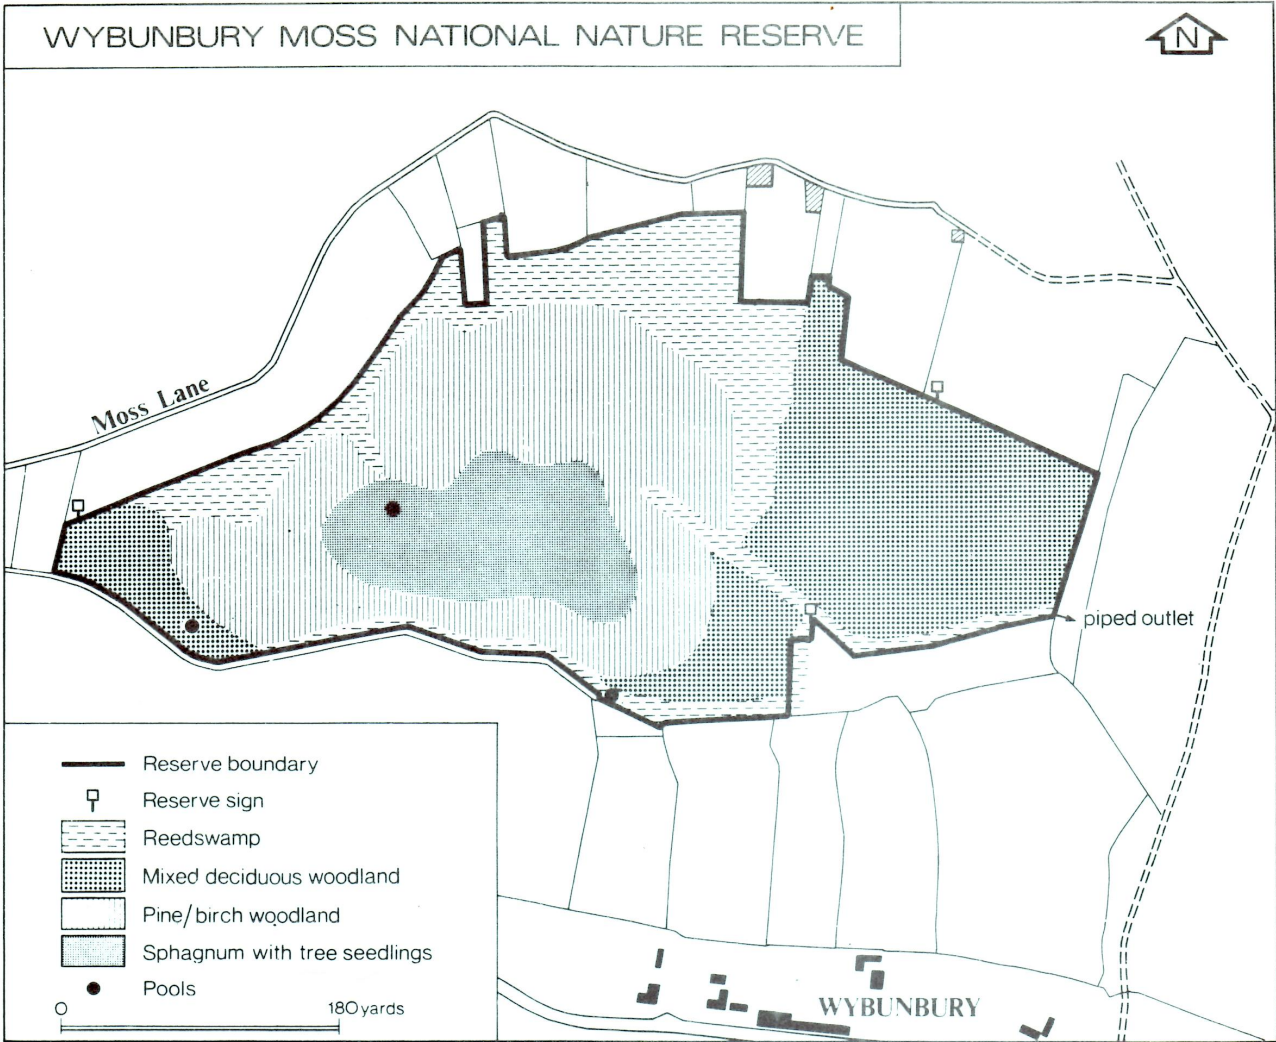 WYBUNBURY MOSS NATIONAL NATURE RESERVE
N
Moss Lane
piped outlet
Reserve boundary
Reserve sign
Reedswamp
Mixed deciduous woodland
Pine/birch woodland
Sphagnum with tree seedlings
Pools
0 180 yards
WYBUNBURY